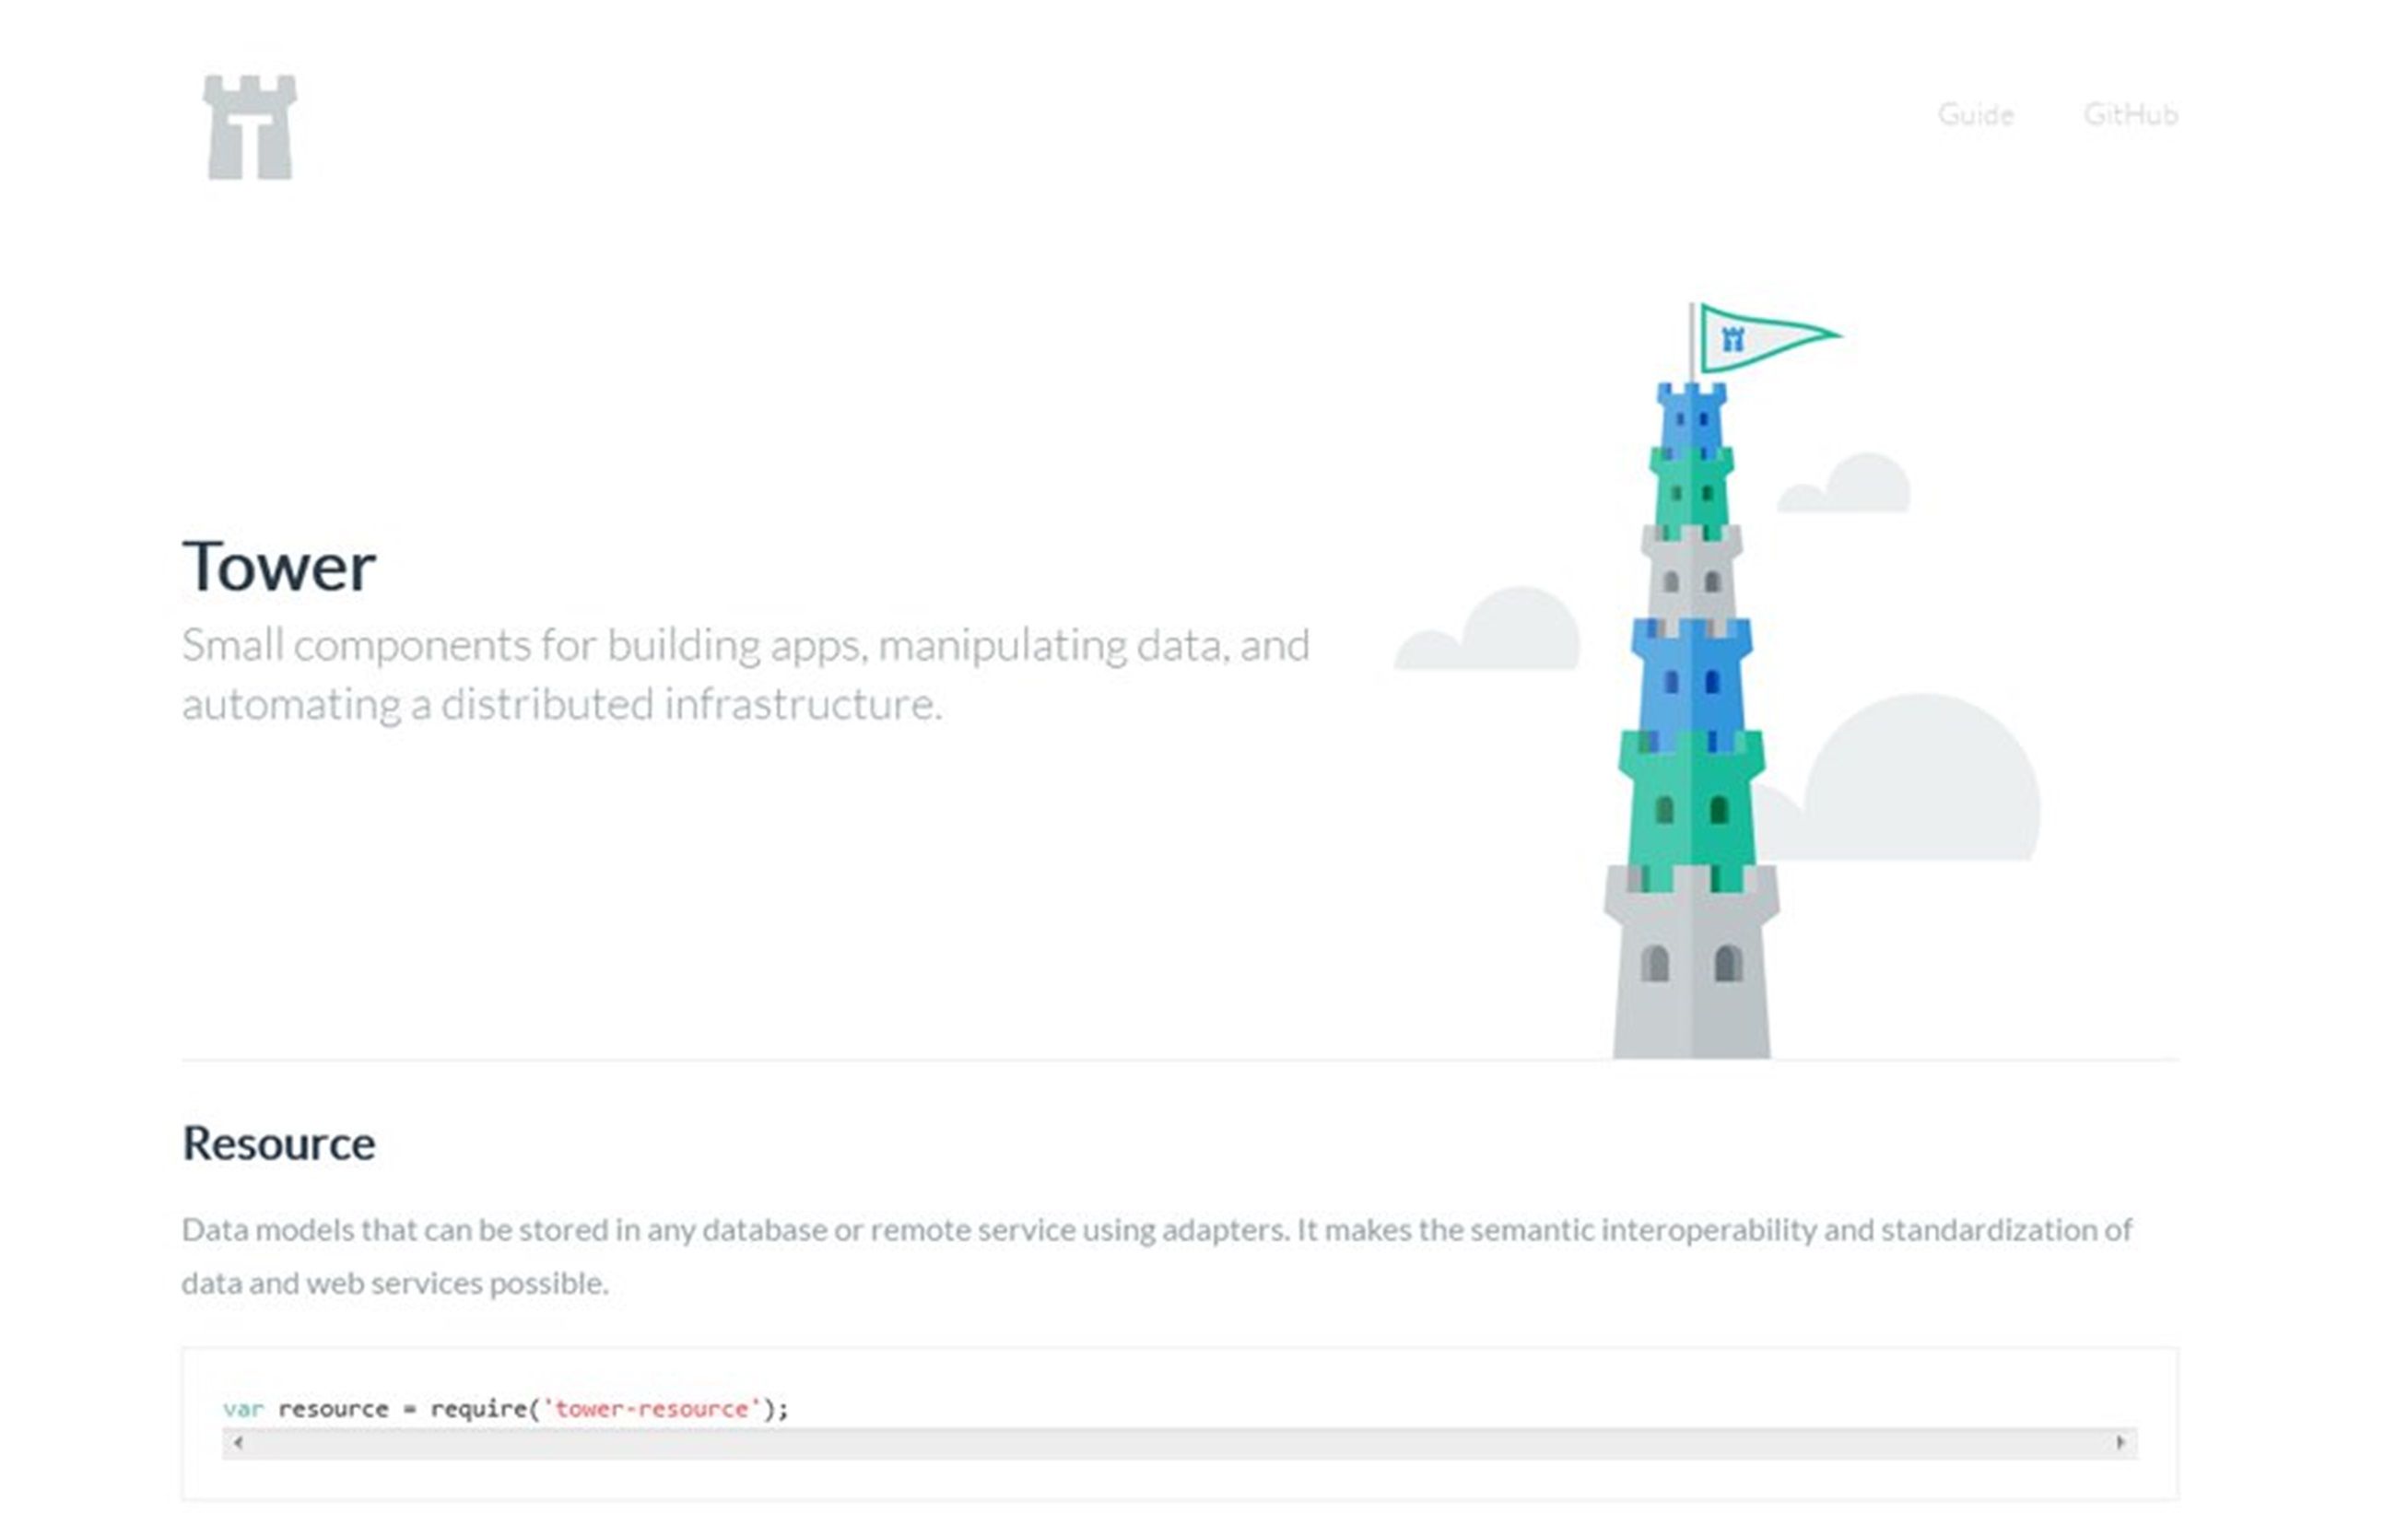 T
Guide GitHub
T
Tower
Small components for building apps, manipulating data, and
automating a distributed infrastructure.
Resource
Data models that can be stored in any database or remote service using adapters. It makes the semantic interoperability and standardization of
data and web services possible.
var resource = require('tower-resource');